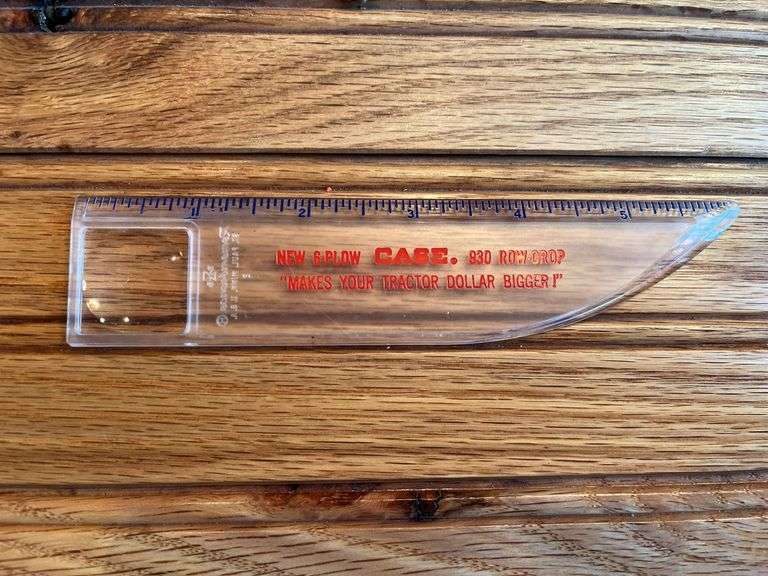 1 2 3 4 5
NEW 6-PLOW CASE. 930 ROW-CROP
"MAKES YOUR TRACTOR DOLLAR BIGGER!"